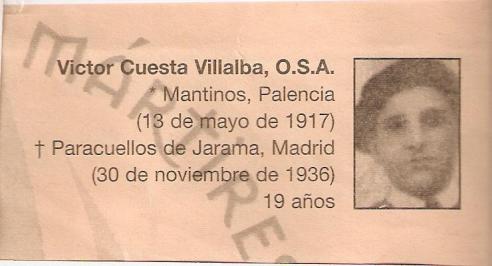 MÁRTIRES
Victor Cuesta Villalba, O.S.A.
* Mantinos, Palencia
(13 de mayo de 1917)
† Paracuellos de Jarama, Madrid
(30 de noviembre de 1936)
19 años